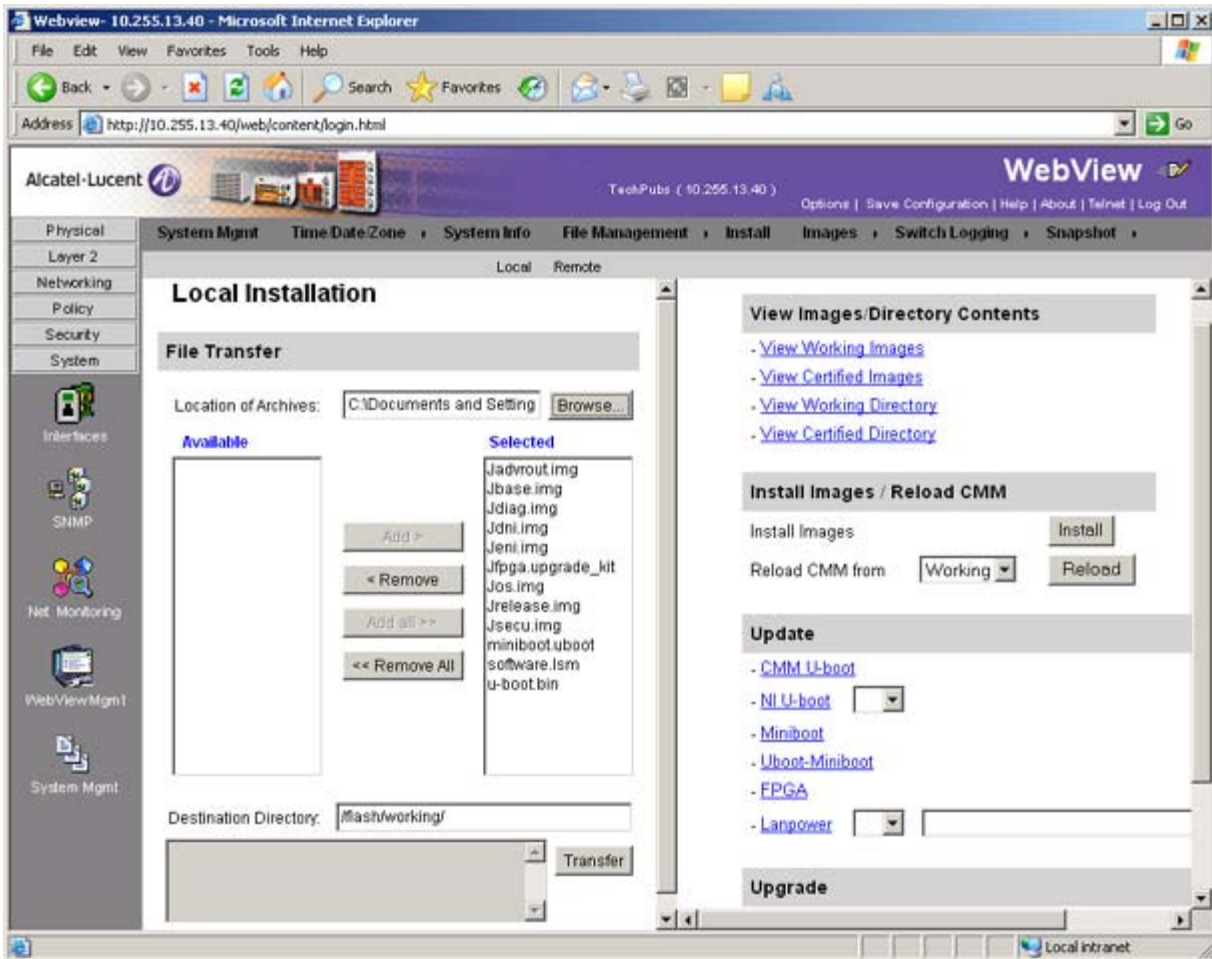 Webview- 10.255.13.40 - Microsoft Internet Explorer
File Edit View Favorites Tools Help
Back Search Favorites
Address http://10.255.13.40/web/content/login.html Go
Alcatel-Lucent
TechPubs ( 10.255.13.40 )
WebView
Options | Save Configuration | Help | About | Telnet | Log Out
Physical
Layer 2
Networking
Policy
Security
System
Interfaces
SNMP
Net Monitoring
WebViewMgmt
System Mgmt
System Mgmt Time/Date/Zone System Info File Management Install Images Switch Logging Snapshot
Local Remote
Local Installation
File Transfer
Location of Archives: C:\Documents and Setting Browse...
Available Selected
Jadvrout.img
Jbase.img
Jdiag.img
Jdni.img
Jeni.img
Jfpga.upgrade_kit
Jos.img
Jrelease.img
Jsecu.img
miniboot.uboot
software.lsm
u-boot.bin
Add >
< Remove
Add all >>
<< Remove All
Destination Directory: /flash/working/
Transfer
View Images/Directory Contents
- View Working Images
- View Certified Images
- View Working Directory
- View Certified Directory
Install Images / Reload CMM
Install Images Install
Reload CMM from Working Reload
Update
- CMM U-boot
- NI U-boot
- Miniboot
- Uboot-Miniboot
- FPGA
- Lanpower
Upgrade
Local intranet